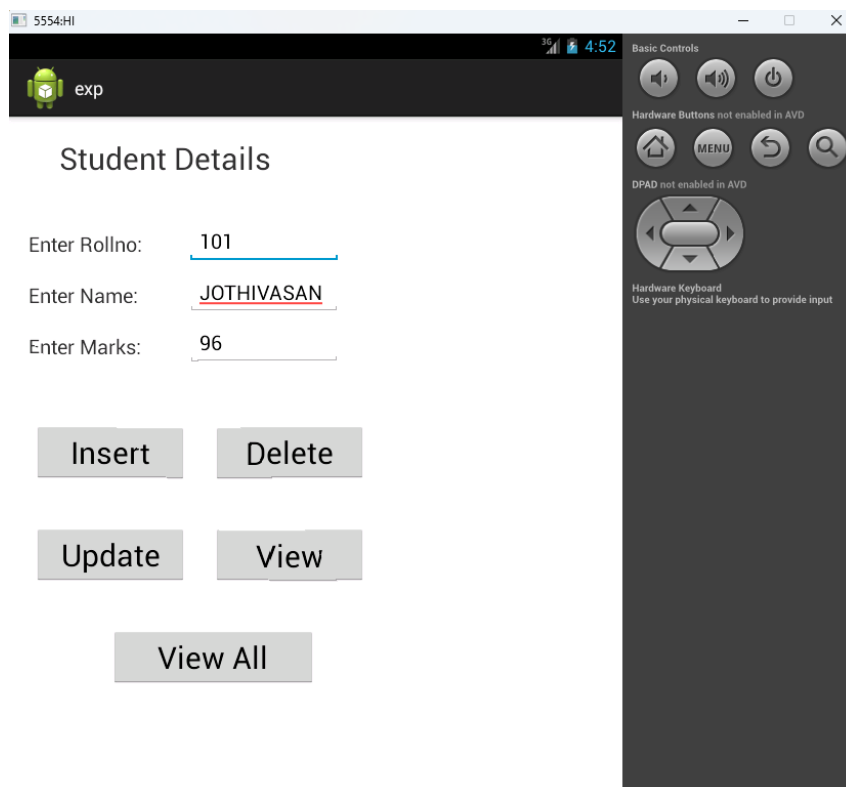 5554:HI
3G 4:52
exp
Student Details
Enter Rollno: 101
Enter Name: JOTHIVASAN
Enter Marks: 96
Insert Delete
Update View
View All
Basic Controls
Hardware Buttons not enabled in AVD
MENU
DPAD not enabled in AVD
Hardware Keyboard
Use your physical keyboard to provide input